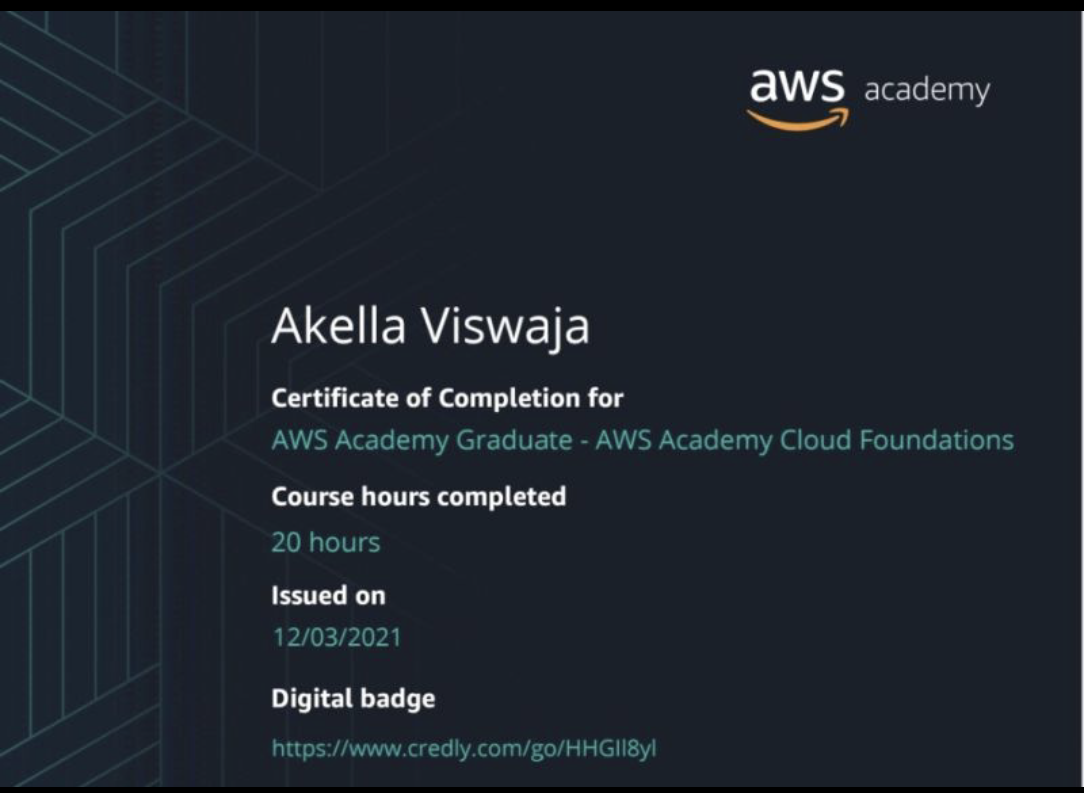 aws academy
Akella Viswaja
Certificate of Completion for
AWS Academy Graduate - AWS Academy Cloud Foundations
Course hours completed
20 hours
Issued on
12/03/2021
Digital badge
https://www.credly.com/go/HHGIl8yl